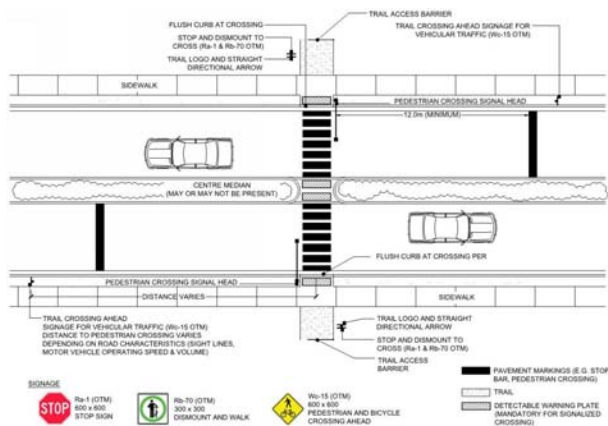 FLUSH CURB AT CROSSING
TRAIL ACCESS BARRIER
STOP AND DISMOUNT TO
CROSS (Ra-1 & Rb-70 OTM)
TRAIL LOGO AND STRAIGHT
DIRECTIONAL ARROW
TRAIL CROSSING AHEAD SIGNAGE FOR
VEHICULAR TRAFFIC (Wc-15 OTM)
SIDEWALK
PEDESTRIAN CROSSING SIGNAL HEAD
12.0m (MINIMUM)
CENTRE MEDIAN
(MAY OR MAY NOT BE PRESENT)
FLUSH CURB AT CROSSING PER
PEDESTRIAN CROSSING SIGNAL HEAD
DISTANCE VARIES
SIDEWALK
TRAIL CROSSING AHEAD
SIGNAGE FOR VEHICULAR TRAFFIC (Wc-15 OTM)
DISTANCE TO PEDESTRIAN CROSSING VARIES
DEPENDING ON ROAD CHARACTERISTICS (SIGHT LINES,
MOTOR VEHICLE OPERATING SPEED & VOLUME)
TRAIL LOGO AND STRAIGHT
DIRECTIONAL ARROW
STOP AND DISMOUNT TO
CROSS (Ra-1 & Rb-70 OTM)
TRAIL ACCESS
BARRIER
SIGNAGE
STOP
Ra-1 (OTM)
600 x 600
STOP SIGN
Rb-70 (OTM)
300 x 300
DISMOUNT AND WALK
Wc-15 (OTM)
600 x 600
PEDESTRIAN AND BICYCLE
CROSSING AHEAD
PAVEMENT MARKINGS (E.G. STOP
BAR, PEDESTRIAN CROSSING)
TRAIL
DETECTABLE WARNING PLATE
(MANDATORY FOR SIGNALIZED
CROSSING)